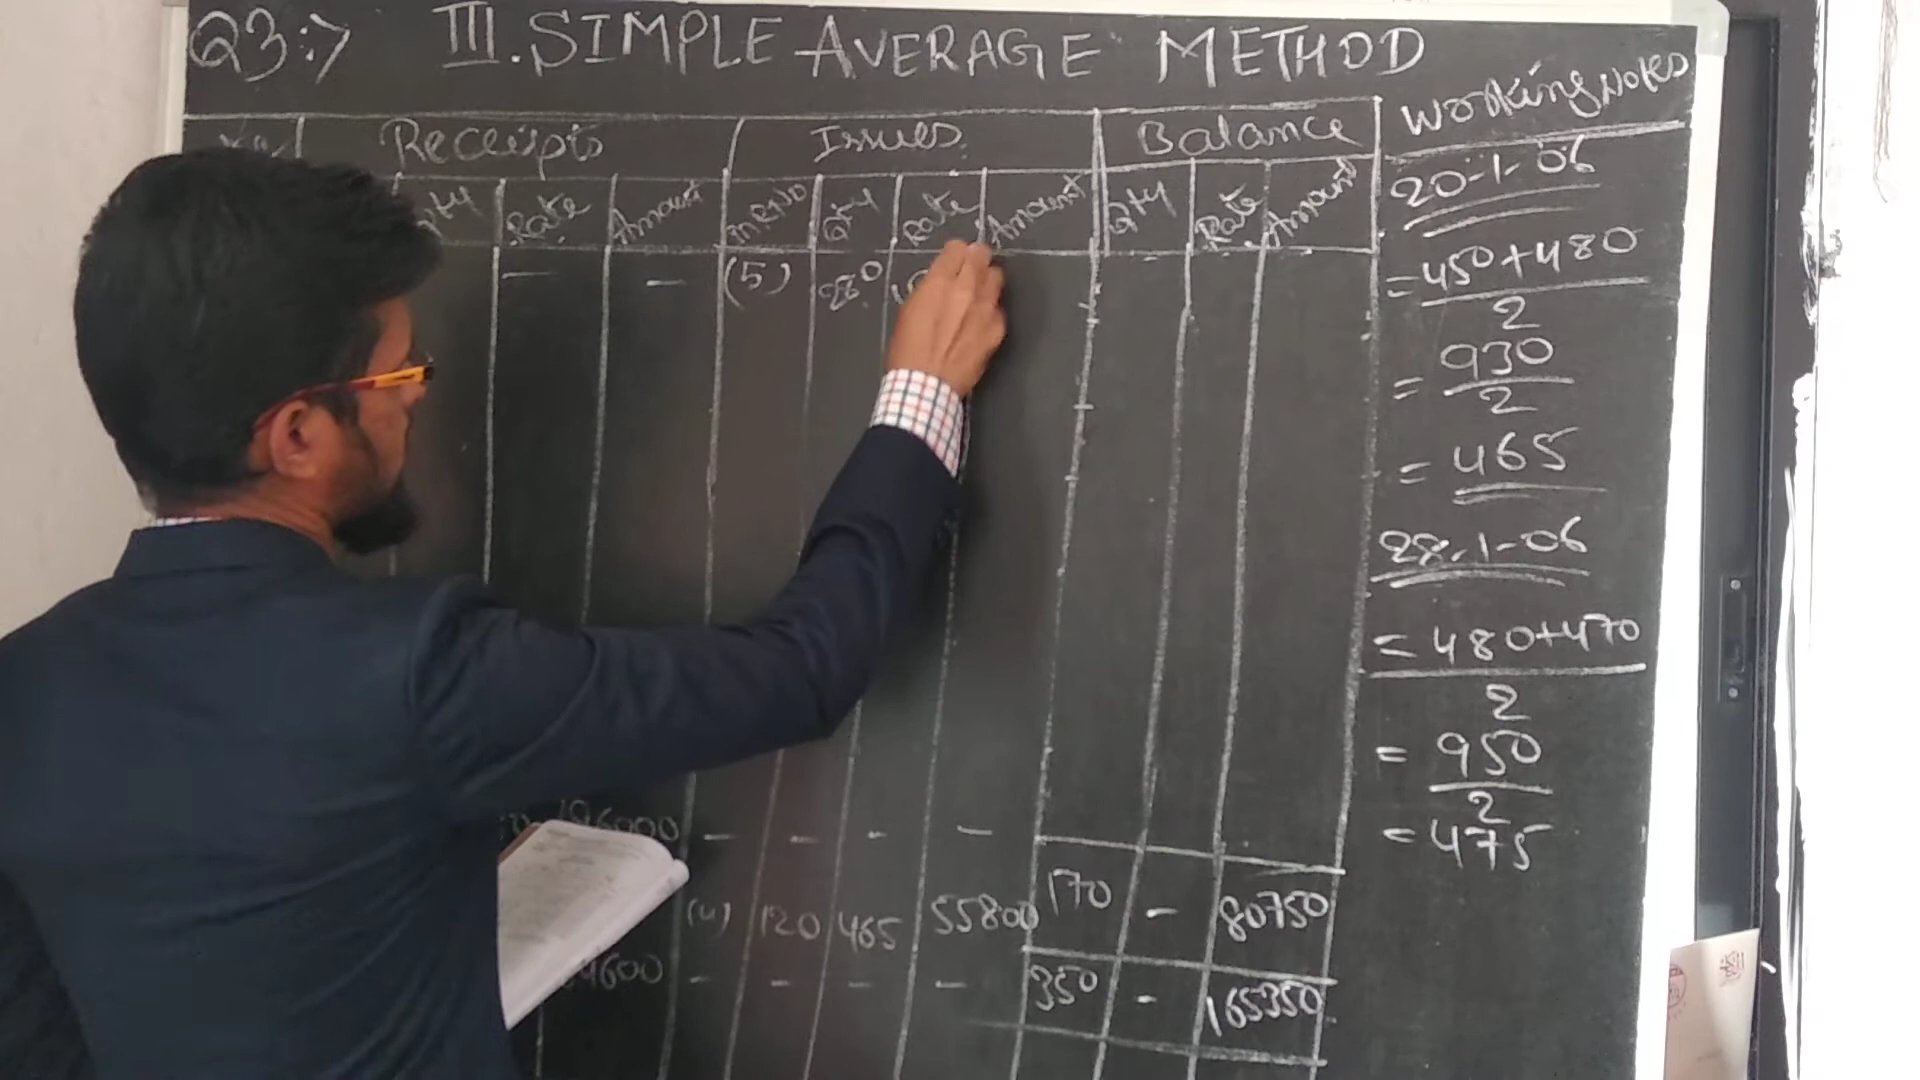 Q3:-> III. SIMPLE AVERAGE METHOD
Receipts Issues Balance Working Notes
Qty Rate Amount M.R.NO Qty Rate Amount Qty Rate Amount
— — (5) 280
20-1-06
= 450+480
2
= 930
2
= 465
28-1-06
= 480+470
2
= 950
2
= 475
— — — —
(4) 120 465 55800 170 — 80750
— — — — 350 — 165350